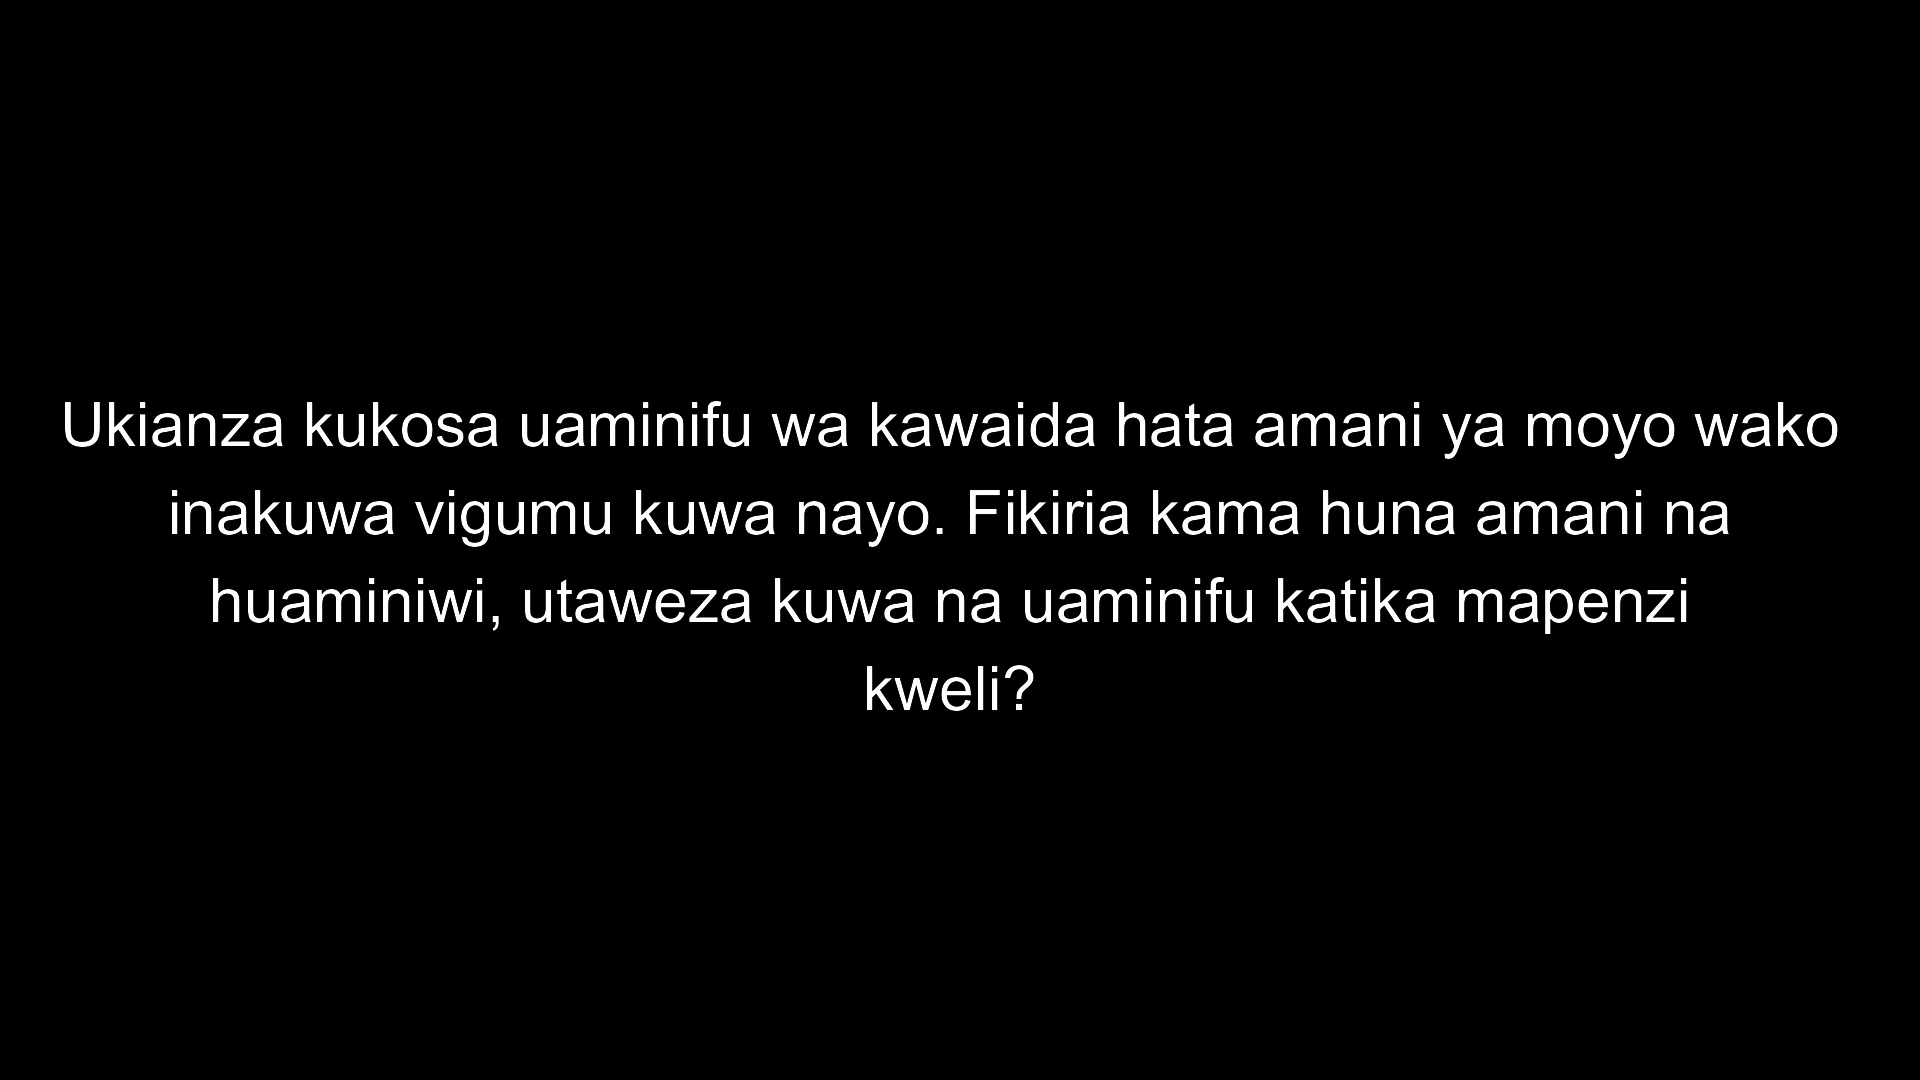 Ukianza kukosa uaminifu wa kawaida hata amani ya moyo wako
inakuwa vigumu kuwa nayo. Fikiria kama huna amani na
huaminiwi, utaweza kuwa na uaminifu katika mapenzi
kweli?